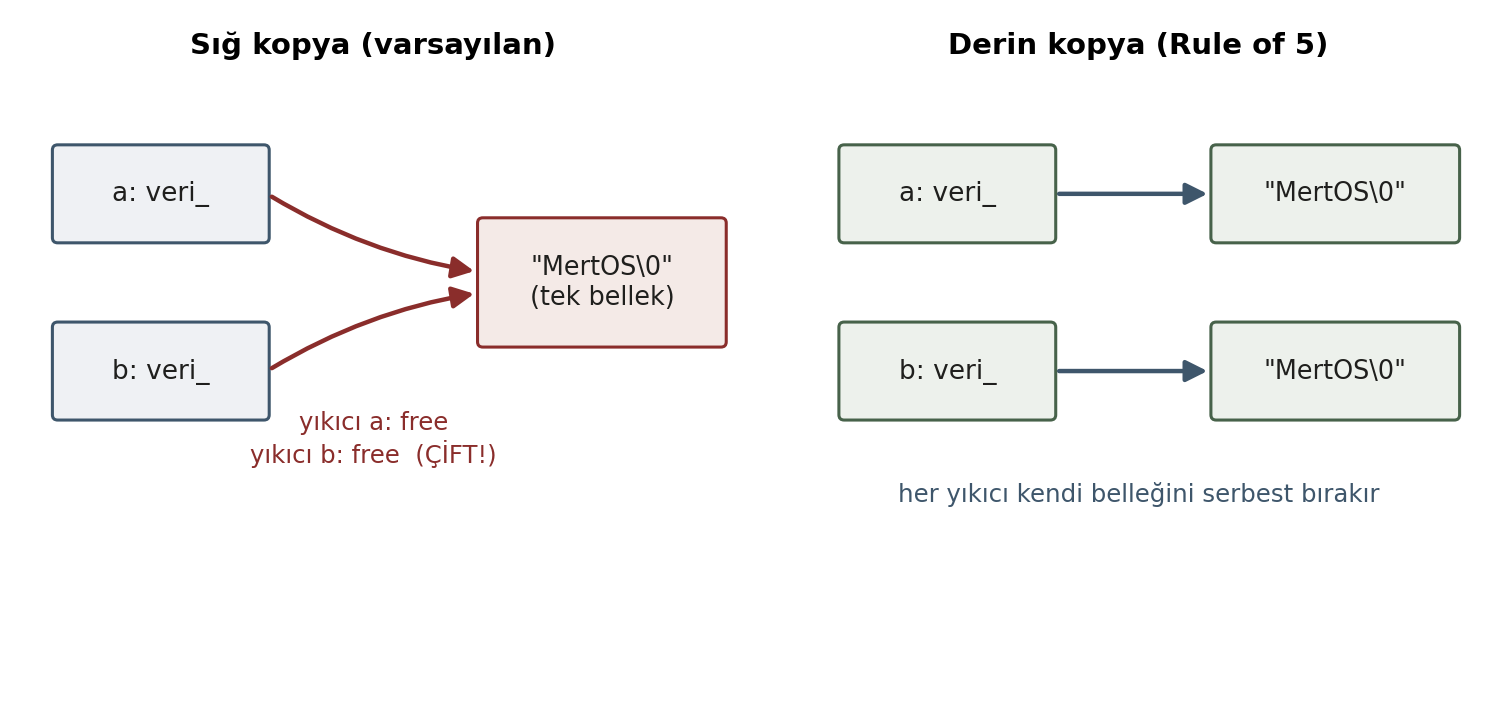 Sığ kopya (varsayılan)
a: veri_
b: veri_
"MertOS\0"
(tek bellek)
yıkıcı a: free
yıkıcı b: free  (ÇİFT!)
Derin kopya (Rule of 5)
a: veri_
"MertOS\0"
b: veri_
"MertOS\0"
her yıkıcı kendi belleğini serbest bırakır